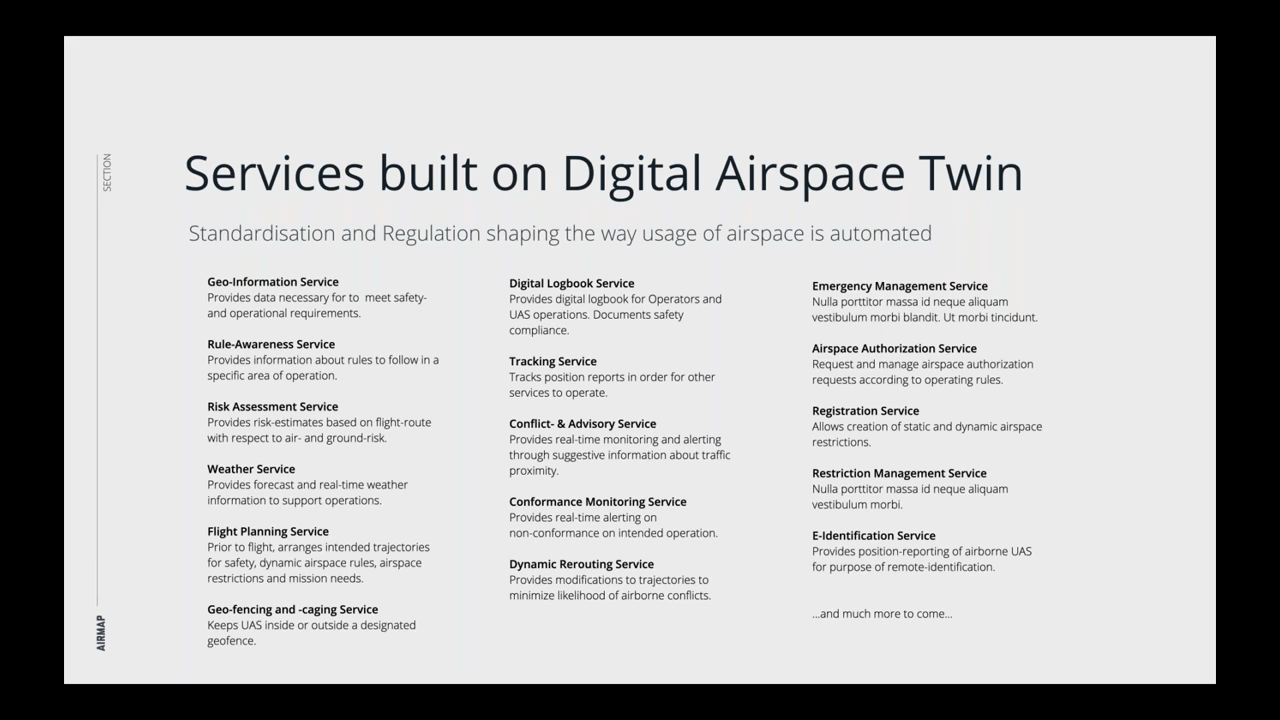 SECTION
AIRMAP
Services built on Digital Airspace Twin
Standardisation and Regulation shaping the way usage of airspace is automated
Geo-Information Service
Provides data necessary for to  meet safety-
and operational requirements.
Rule-Awareness Service
Provides information about rules to follow in a
specific area of operation.
Risk Assessment Service
Provides risk-estimates based on flight-route
with respect to air- and ground-risk.
Weather Service
Provides forecast and real-time weather
information to support operations.
Flight Planning Service
Prior to flight, arranges intended trajectories
for safety, dynamic airspace rules, airspace
restrictions and mission needs.
Geo-fencing and -caging Service
Keeps UAS inside or outside a designated
geofence.
Digital Logbook Service
Provides digital logbook for Operators and
UAS operations. Documents safety
compliance.
Tracking Service
Tracks position reports in order for other
services to operate.
Conflict- & Advisory Service
Provides real-time monitoring and alerting
through suggestive information about traffic
proximity.
Conformance Monitoring Service
Provides real-time alerting on
non-conformance on intended operation.
Dynamic Rerouting Service
Provides modifications to trajectories to
minimize likelihood of airborne conflicts.
Emergency Management Service
Nulla porttitor massa id neque aliquam
vestibulum morbi blandit. Ut morbi tincidunt.
Airspace Authorization Service
Request and manage airspace authorization
requests according to operating rules.
Registration Service
Allows creation of static and dynamic airspace
restrictions.
Restriction Management Service
Nulla porttitor massa id neque aliquam
vestibulum morbi.
E-Identification Service
Provides position-reporting of airborne UAS
for purpose of remote-identification.
...and much more to come...